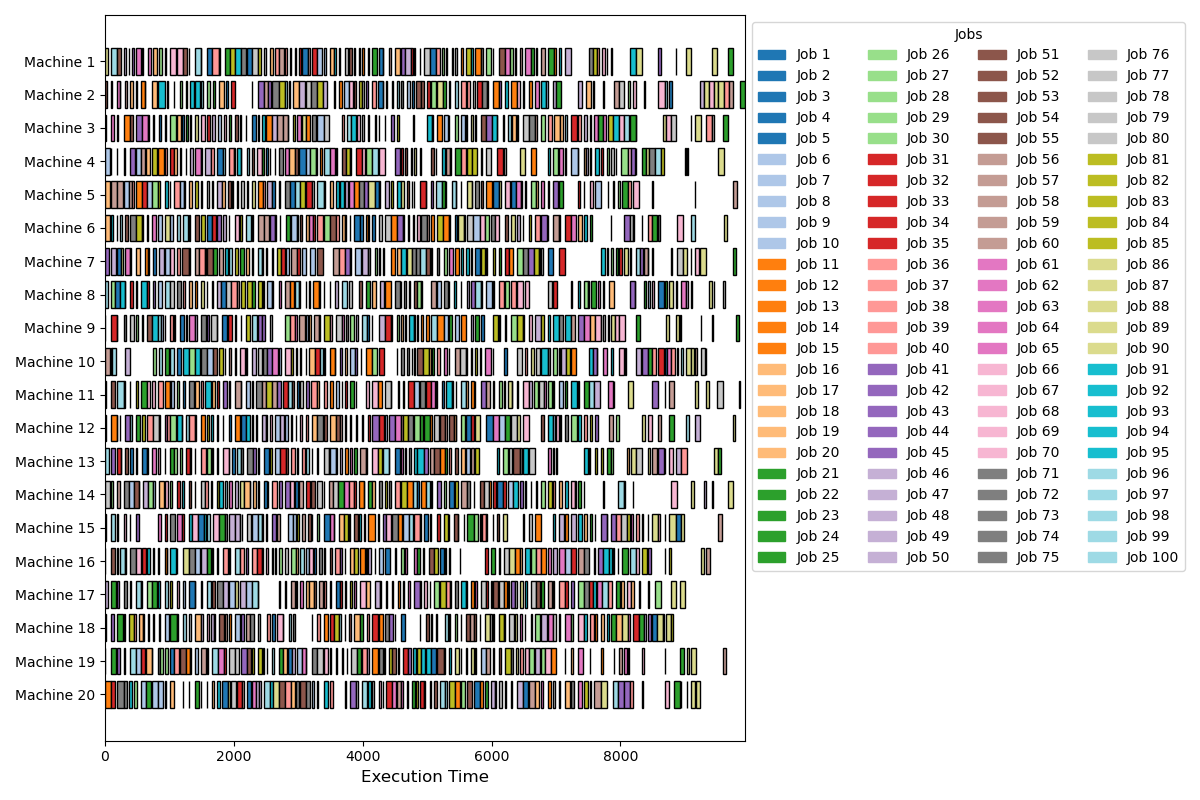 Machine 1
Machine 2
Machine 3
Machine 4
Machine 5
Machine 6
Machine 7
Machine 8
Machine 9
Machine 10
Machine 11
Machine 12
Machine 13
Machine 14
Machine 15
Machine 16
Machine 17
Machine 18
Machine 19
Machine 20
0 2000 4000 6000 8000
Execution Time
Jobs
Job 1 Job 26 Job 51 Job 76
Job 2 Job 27 Job 52 Job 77
Job 3 Job 28 Job 53 Job 78
Job 4 Job 29 Job 54 Job 79
Job 5 Job 30 Job 55 Job 80
Job 6 Job 31 Job 56 Job 81
Job 7 Job 32 Job 57 Job 82
Job 8 Job 33 Job 58 Job 83
Job 9 Job 34 Job 59 Job 84
Job 10 Job 35 Job 60 Job 85
Job 11 Job 36 Job 61 Job 86
Job 12 Job 37 Job 62 Job 87
Job 13 Job 38 Job 63 Job 88
Job 14 Job 39 Job 64 Job 89
Job 15 Job 40 Job 65 Job 90
Job 16 Job 41 Job 66 Job 91
Job 17 Job 42 Job 67 Job 92
Job 18 Job 43 Job 68 Job 93
Job 19 Job 44 Job 69 Job 94
Job 20 Job 45 Job 70 Job 95
Job 21 Job 46 Job 71 Job 96
Job 22 Job 47 Job 72 Job 97
Job 23 Job 48 Job 73 Job 98
Job 24 Job 49 Job 74 Job 99
Job 25 Job 50 Job 75 Job 100